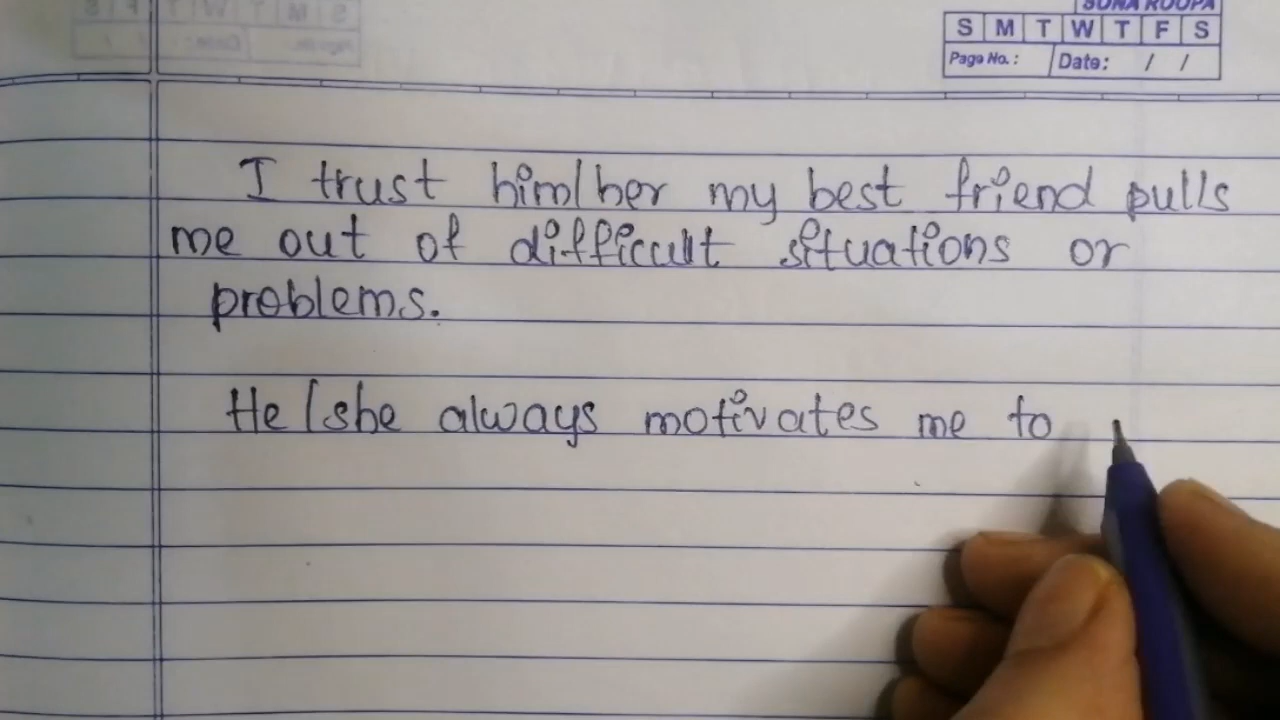 SONA ROOPA
S M T W T F S
Page No.: Date: / /
I trust him/her my best friend pulls
me out of difficult situations or
problems.
He/she always motivates me to